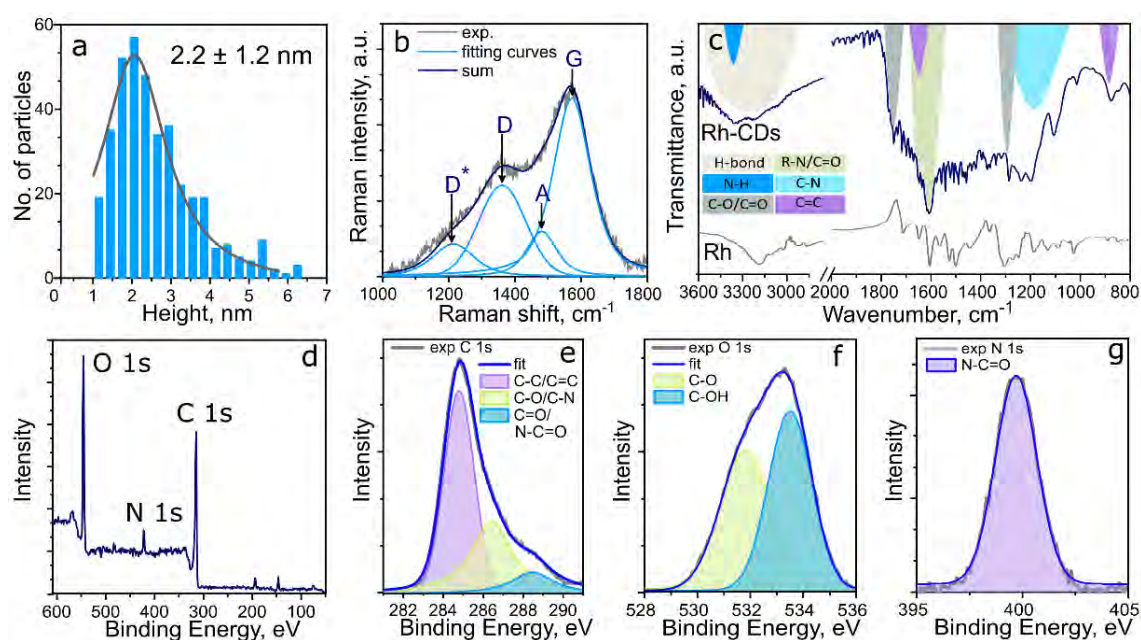 a
2.2 ± 1.2 nm
No. of particles
60
40
20
0
0 1 2 3 4 5 6 7
Height, nm
b
exp.
fitting curves
sum
G
D
D*
A
Raman intensity, a.u.
1000 1200 1400 1600 1800
Raman shift, cm-1
c
Transmittance, a.u.
Rh-CDs
H-bond R-N/C=O
N-H C-N
C-O/C=O C=C
Rh
3600 3300 3000 2000 1800 1600 1400 1200 1000 800
Wavenumber, cm-1
d
O 1s
C 1s
N 1s
Intensity
600 500 400 300 200 100
Binding Energy, eV
e
exp C 1s
fit
C-C/C=C
C-O/C-N
C=O/
N-C=O
Intensity
282 284 286 288 290
Binding Energy, eV
f
exp O 1s
fit
C-O
C-OH
Intensity
528 530 532 534 536
Binding Energy, eV
g
exp N 1s
N-C=O
Intensity
395 400 405
Binding Energy, eV